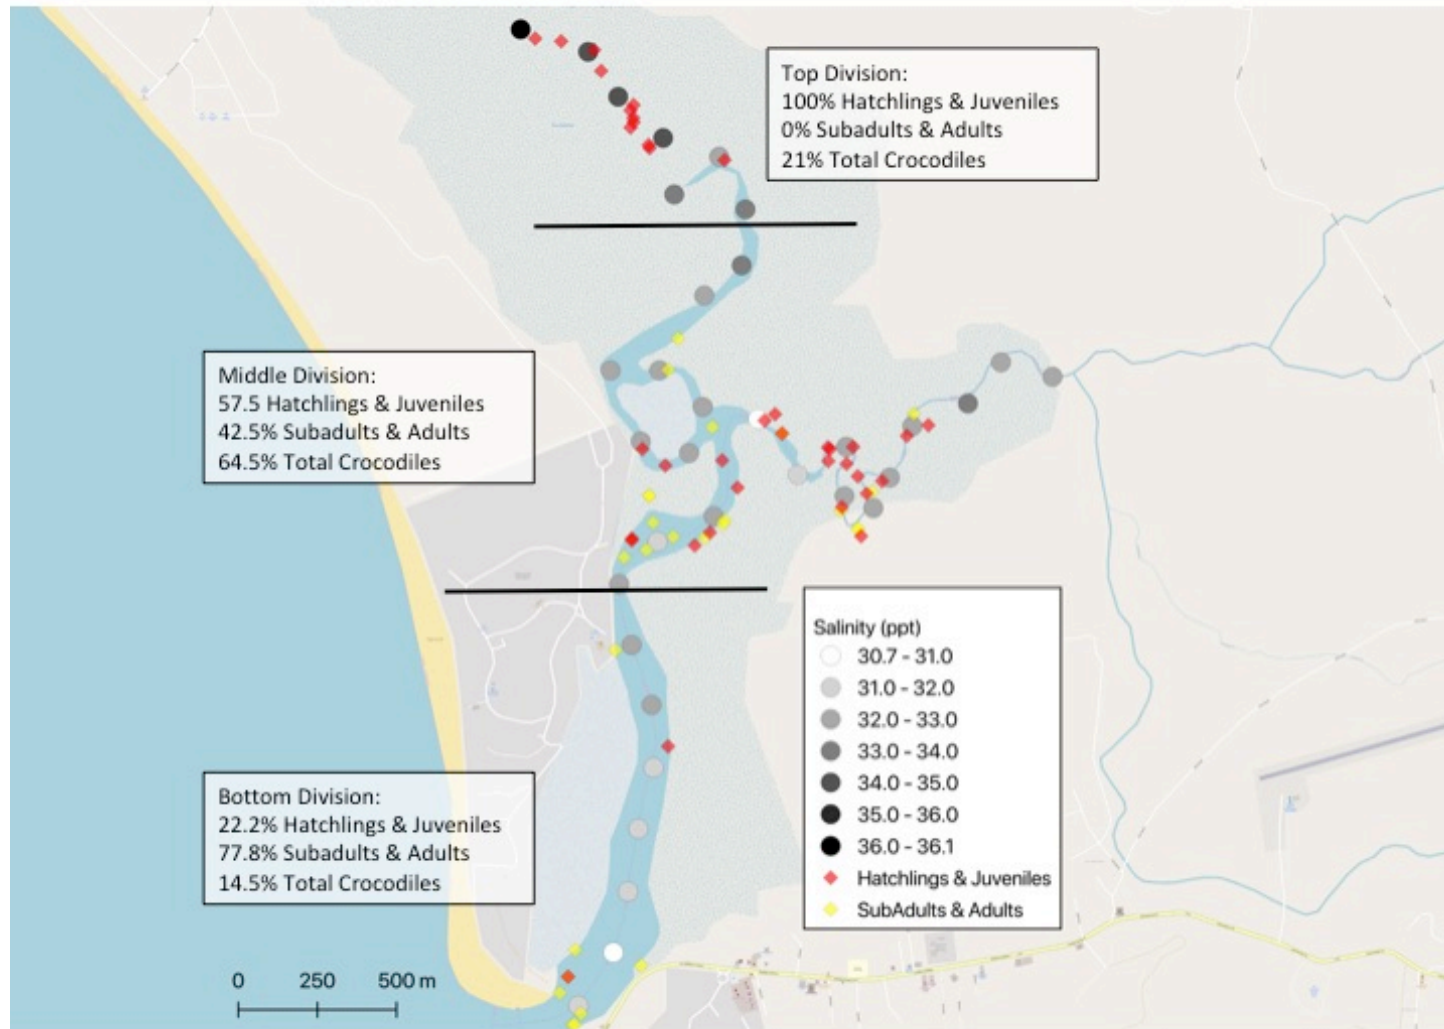 Top Division:
100% Hatchlings & Juveniles
0% Subadults & Adults
21% Total Crocodiles
Middle Division:
57.5 Hatchlings & Juveniles
42.5% Subadults & Adults
64.5% Total Crocodiles
Salinity (ppt)
30.7 - 31.0
31.0 - 32.0
32.0 - 33.0
33.0 - 34.0
34.0 - 35.0
35.0 - 36.0
36.0 - 36.1
Hatchlings & Juveniles
SubAdults & Adults
Bottom Division:
22.2% Hatchlings & Juveniles
77.8% Subadults & Adults
14.5% Total Crocodiles
0 250 500 m